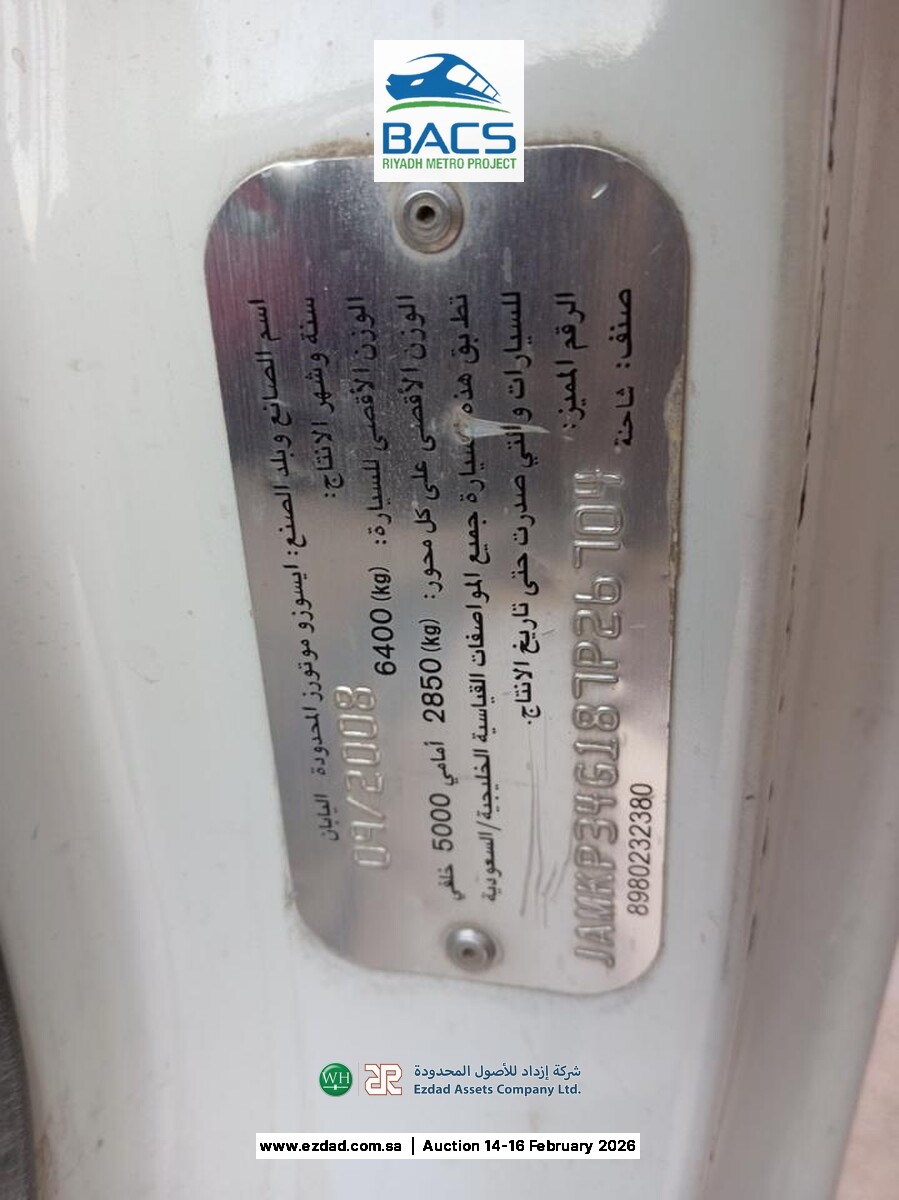 BACS
RIYADH METRO PROJECT
اسم الصانع وبلد الصنع: ايسوزو موتورز المحدودة اليابان
سنة وشهر الانتاج: 09/2008
الوزن الأقصى للسيارة: 6400 (kg)
الوزن الأقصى على كل محور: 2850 (kg) أمامي 5000 خلفي
تطبق هذه السيارة جميع المواصفات القياسية الخليجية/السعودية
للسيارات والتي صدرت حتى تاريخ الانتاج.
الرقم المميز: JAMKP34G187P26704
صنف: شاحنة 8980232380
WH
شركة إزداد للأصول المحدودة
Ezdad Assets Company Ltd.
www.ezdad.com.sa | Auction 14-16 February 2026